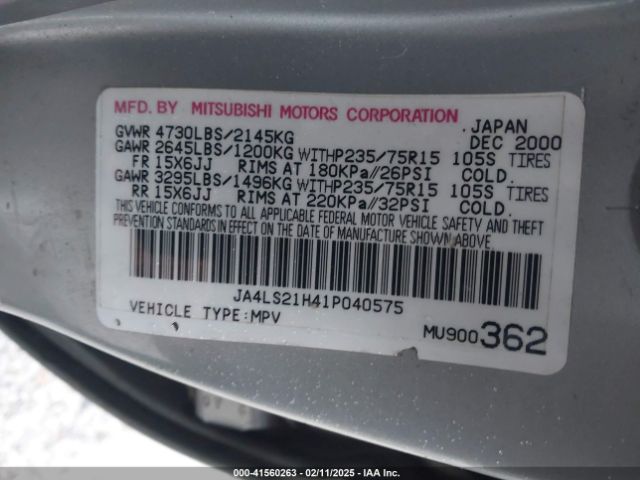 MFD. BY MITSUBISHI MOTORS CORPORATION JAPAN
GVWR 4730LBS/2145KG DEC 2000
GAWR 2645LBS/1200KG WITHP235/75R15 105S TIRES
FR 15X6JJ RIMS AT 180KPa//26PSI COLD.
GAWR 3295LBS/1496KG WITHP235/75R15 105S TIRES
RR 15X6JJ RIMS AT 220KPa//32PSI COLD.
THIS VEHICLE CONFORMS TO ALL APPLICABLE FEDERAL MOTOR VEHICLE SAFETY AND THEFT
PREVENTION STANDARDS IN EFFECT ON THE DATE OF MANUFACTURE SHOWN ABOVE.
JA4LS21H41P040575
VEHICLE TYPE:MPV
MU900362
000-41560263 - 02/11/2025 - IAAI.COM